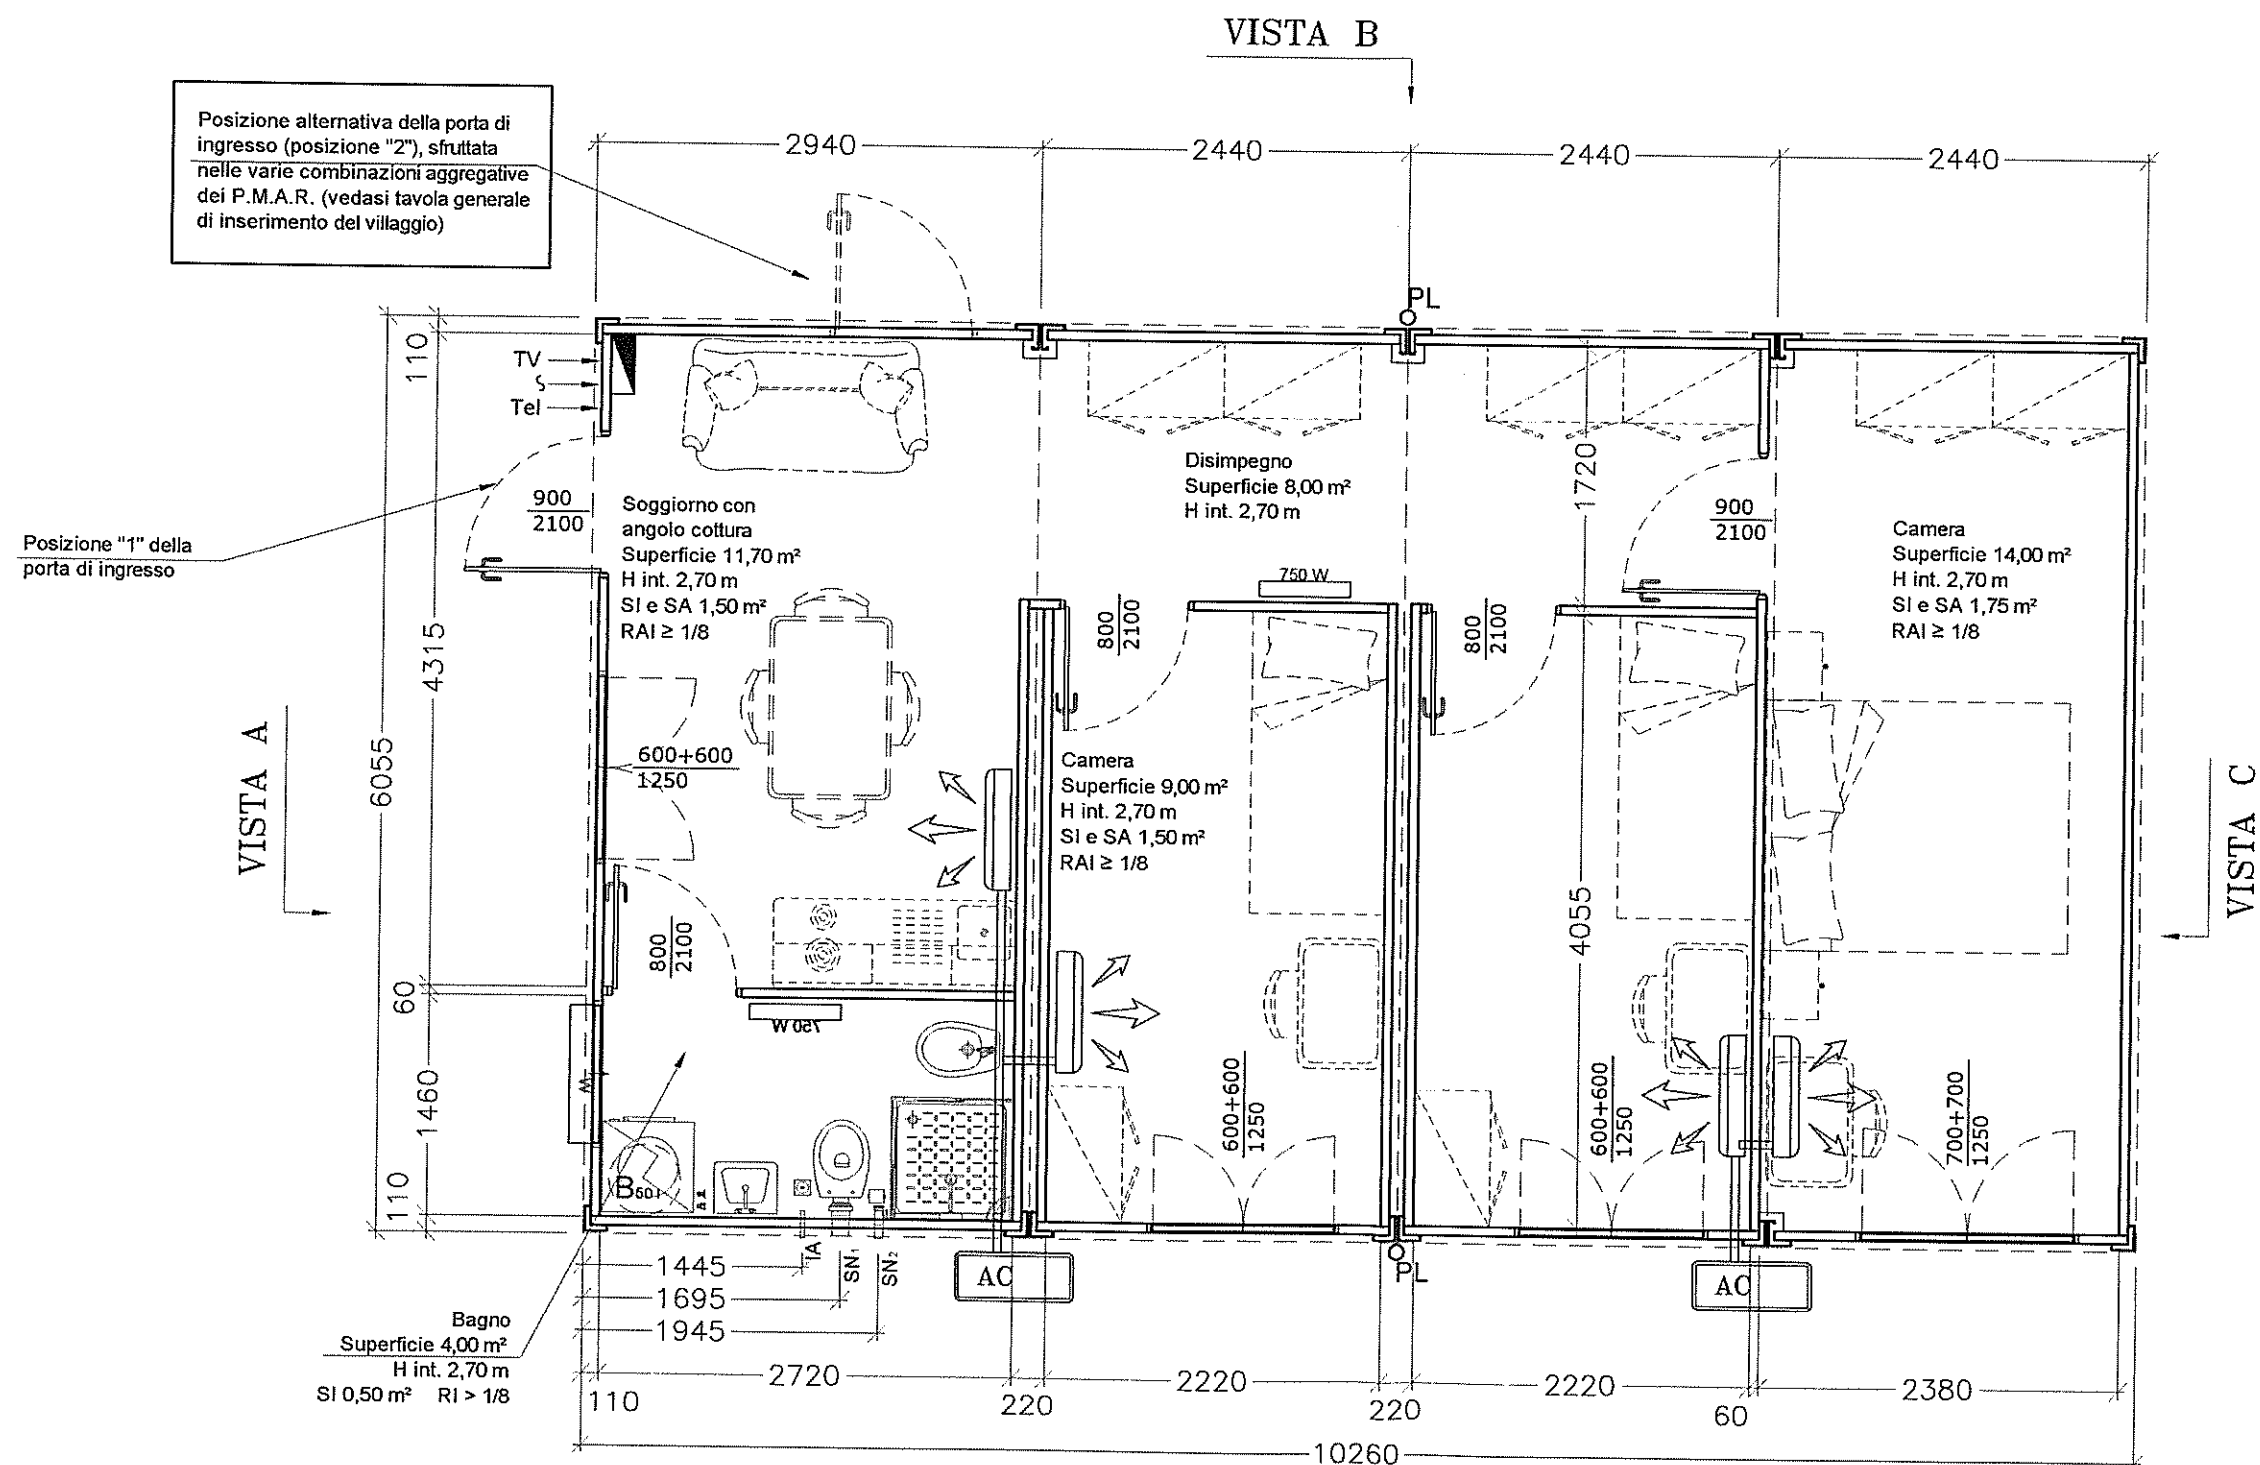 VISTA B
Posizione alternativa della porta di
ingresso (posizione "2"), sfruttata
nelle varie combinazioni aggregative
dei P.M.A.R. (vedasi tavola generale
di inserimento del villaggio)
2940
2440
2440
2440
PL
TV
S
Tel
110
4315
6055
60
1460
110
900
2100
Posizione "1" della
porta di ingresso
Soggiorno con
angolo cottura
Superficie 11,70 m²
H int. 2,70 m
SI e SA 1,50 m²
RAI ≥ 1/8
Disimpegno
Superficie 8,00 m²
H int. 2,70 m
1720
900
2100
Camera
Superficie 14,00 m²
H int. 2,70 m
SI e SA 1,75 m²
RAI ≥ 1/8
750 W
800
2100
800
2100
VISTA A
600+600
1250
Camera
Superficie 9,00 m²
H int. 2,70 m
SI e SA 1,50 m²
RAI ≥ 1/8
VISTA C
4055
800
2100
750 W
600+600
1250
600+600
1250
700+700
1250
B50 l
1445
TA
SN1
SN2
1695
1945
AC
PL
AC
Bagno
Superficie 4,00 m²
H int. 2,70 m
SI 0,50 m² RI > 1/8
110
2720
220
2220
220
2220
60
2380
10260